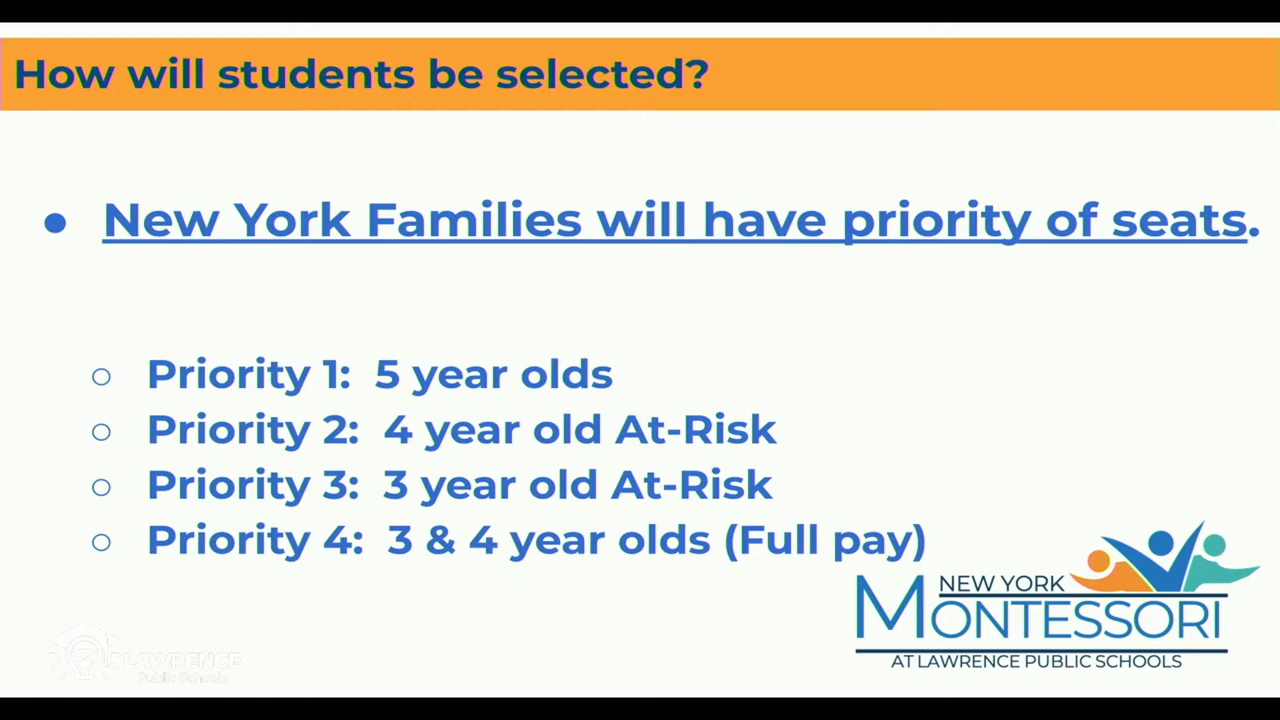 How will students be selected?
● New York Families will have priority of seats.
○ Priority 1: 5 year olds
○ Priority 2: 4 year old At-Risk
○ Priority 3: 3 year old At-Risk
○ Priority 4: 3 & 4 year olds (Full pay)
NEW YORK
MONTESSORI
AT LAWRENCE PUBLIC SCHOOLS
LAWRENCE
Public Schools